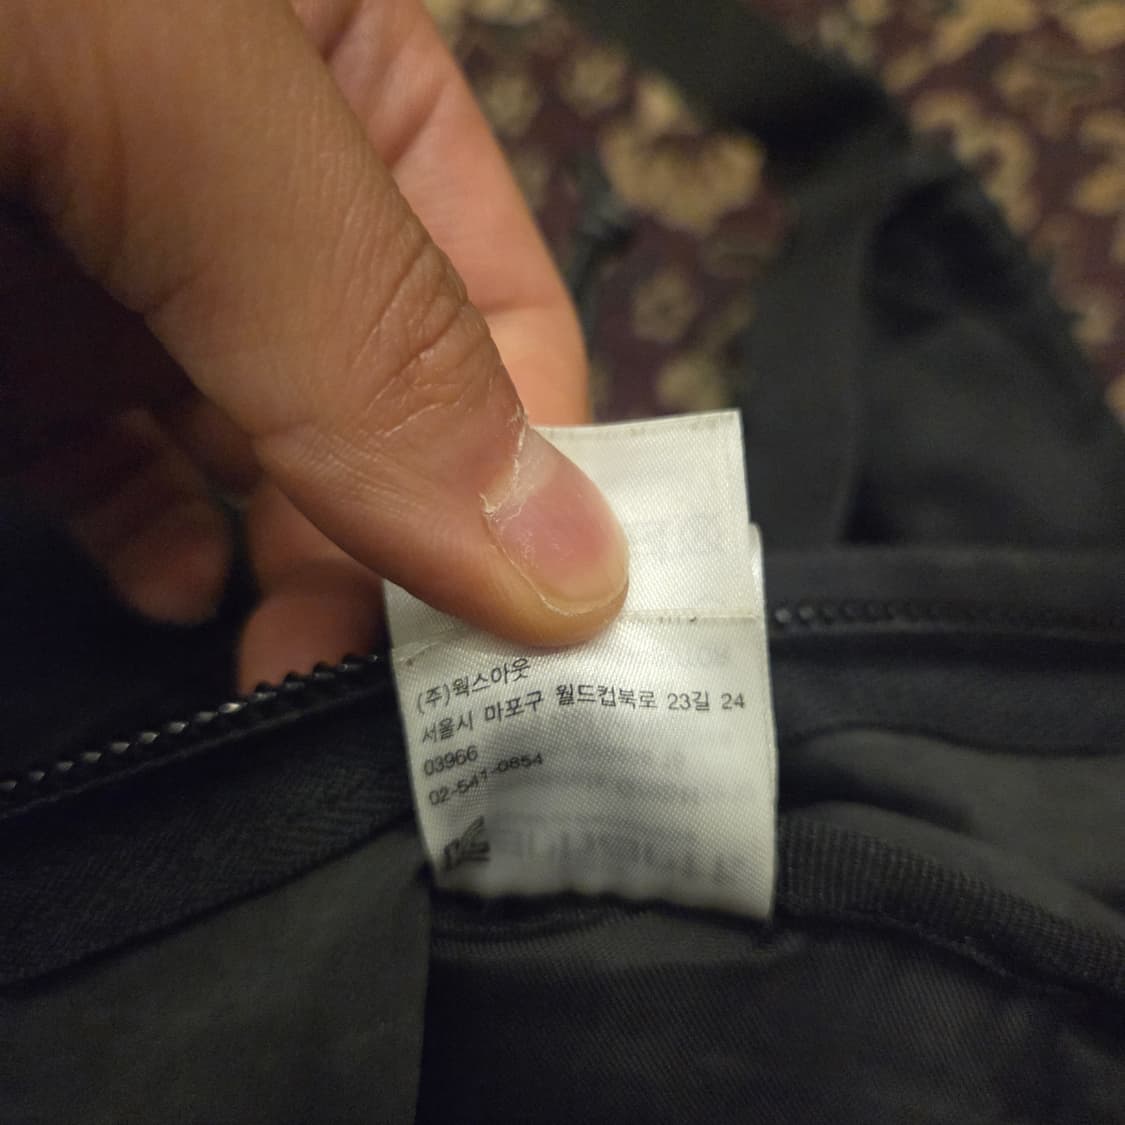 (주)웍스아웃
서울시 마포구 월드컵북로 23길 24
03966
02-541-0854